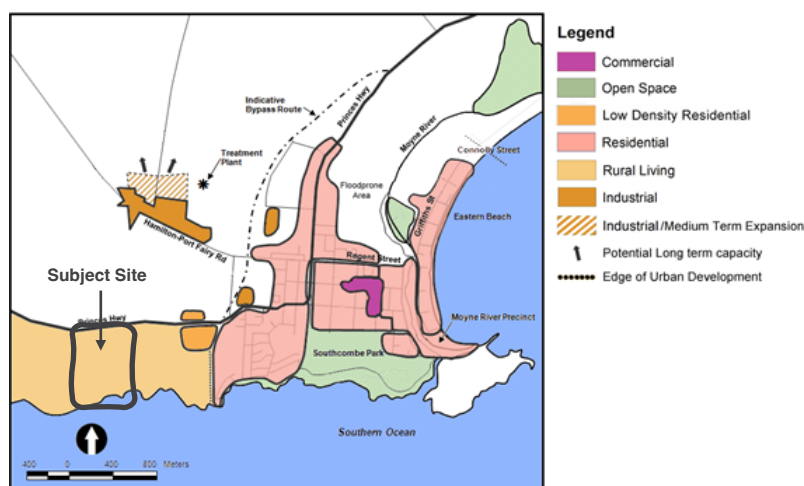 Indicative
Bypass Route
Princes Hwy
Moyne River
Connolly Street
Treatment
Plant
Floodprone
Area
Griffiths St
Eastern Beach
Hamilton-Port Fairy Rd
Regent Street
Subject Site
Princes Hwy
Moyne River Precinct
Southcombe Park
Southern Ocean
400 0 400 800 Meters
Legend
Commercial
Open Space
Low Density Residential
Residential
Rural Living
Industrial
Industrial/Medium Term Expansion
Potential Long term capacity
Edge of Urban Development